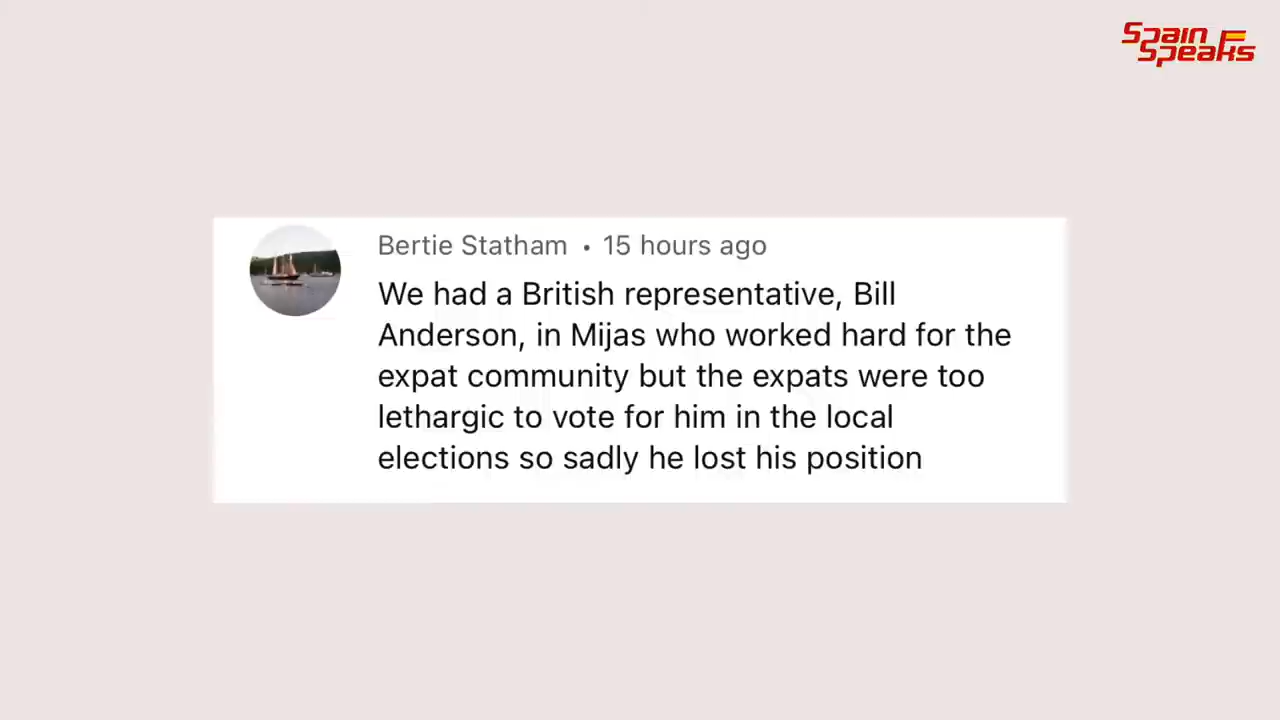 Spain
Speaks
Bertie Statham • 15 hours ago
We had a British representative, Bill
Anderson, in Mijas who worked hard for the
expat community but the expats were too
lethargic to vote for him in the local
elections so sadly he lost his position